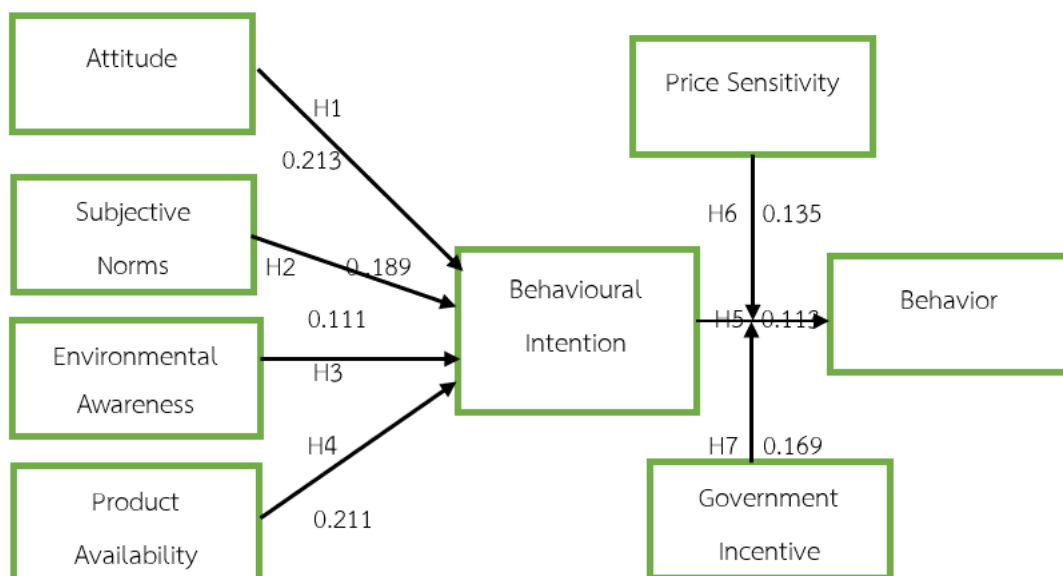 Attitude
H1
0.213
Subjective
Norms
H2
0.189
0.111
Environmental
Awareness
H3
H4
Product
Availability
0.211
Behavioural
Intention
Price Sensitivity
H6
0.135
H5
0.113
Behavior
H7
0.169
Government
Incentive